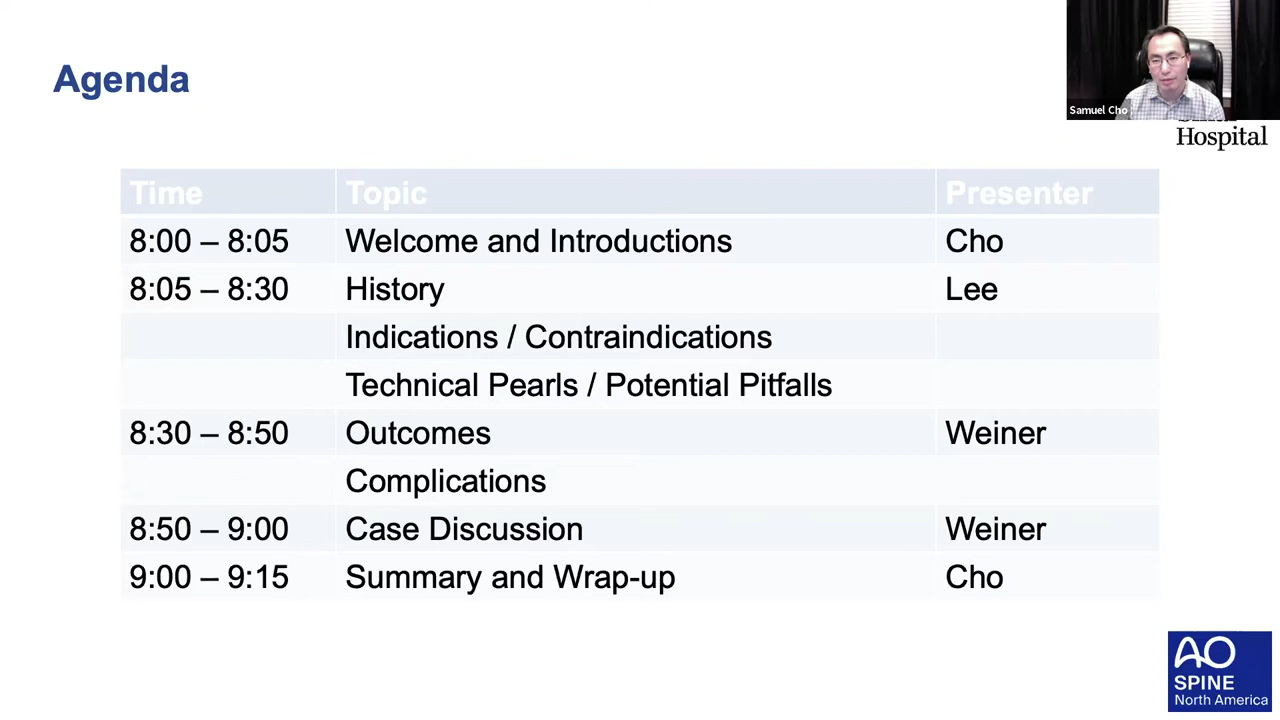 Agenda
Samuel Cho
Hospital
Time Topic Presenter
8:00 – 8:05 Welcome and Introductions Cho
8:05 – 8:30 History Lee
Indications / Contraindications
Technical Pearls / Potential Pitfalls
8:30 – 8:50 Outcomes Weiner
Complications
8:50 – 9:00 Case Discussion Weiner
9:00 – 9:15 Summary and Wrap-up Cho
AO
SPINE
North America